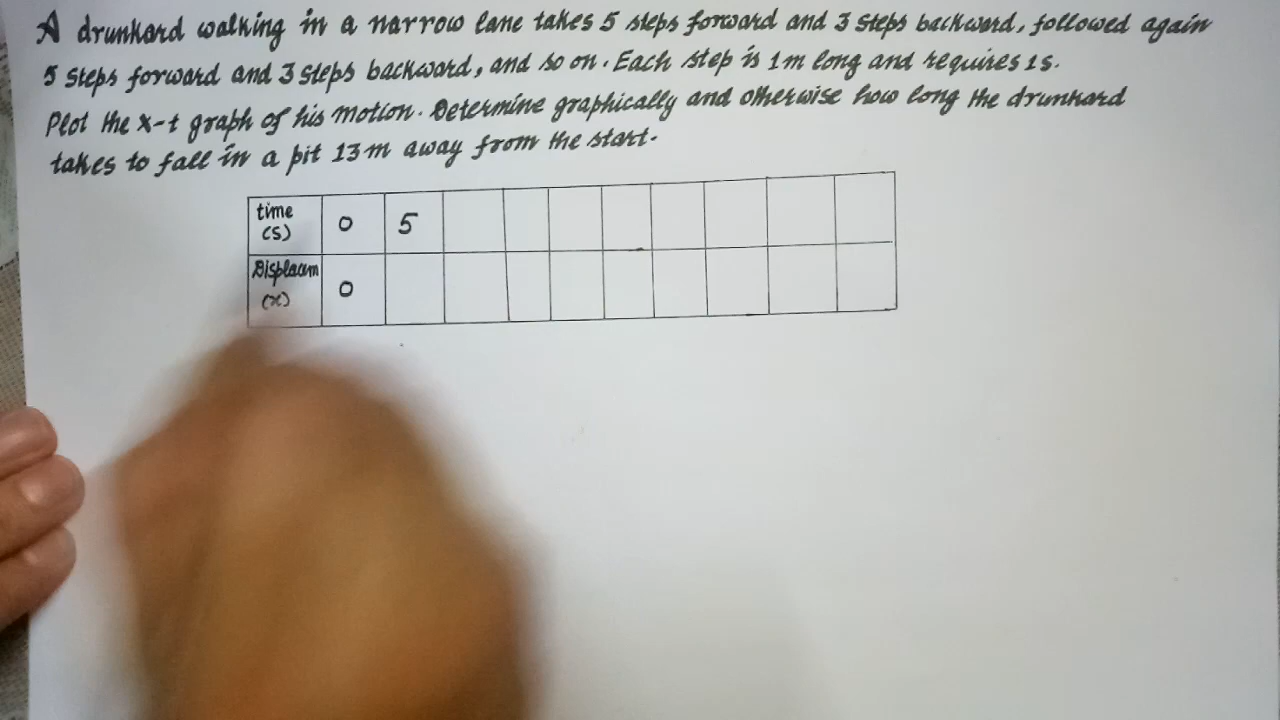 A drunkard walking in a narrow lane takes 5 steps forward and 3 steps backward, followed again
5 steps forward and 3 steps backward, and so on. Each step is 1m long and requires 1s.
Plot the x-t graph of his motion. Determine graphically and otherwise how long the drunkard
takes to fall in a pit 13m away from the start.
time 0 5
(s)
Displacem 0
(x)